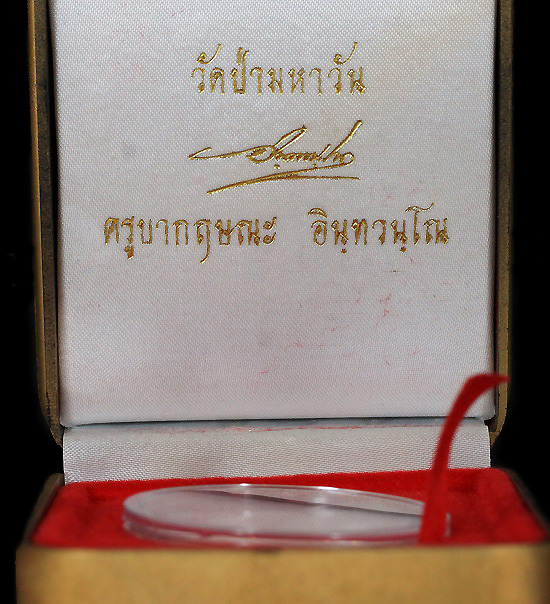 วัดป่ามหาวัน
ครูบากฤษณะ อินฺทวณฺโณ